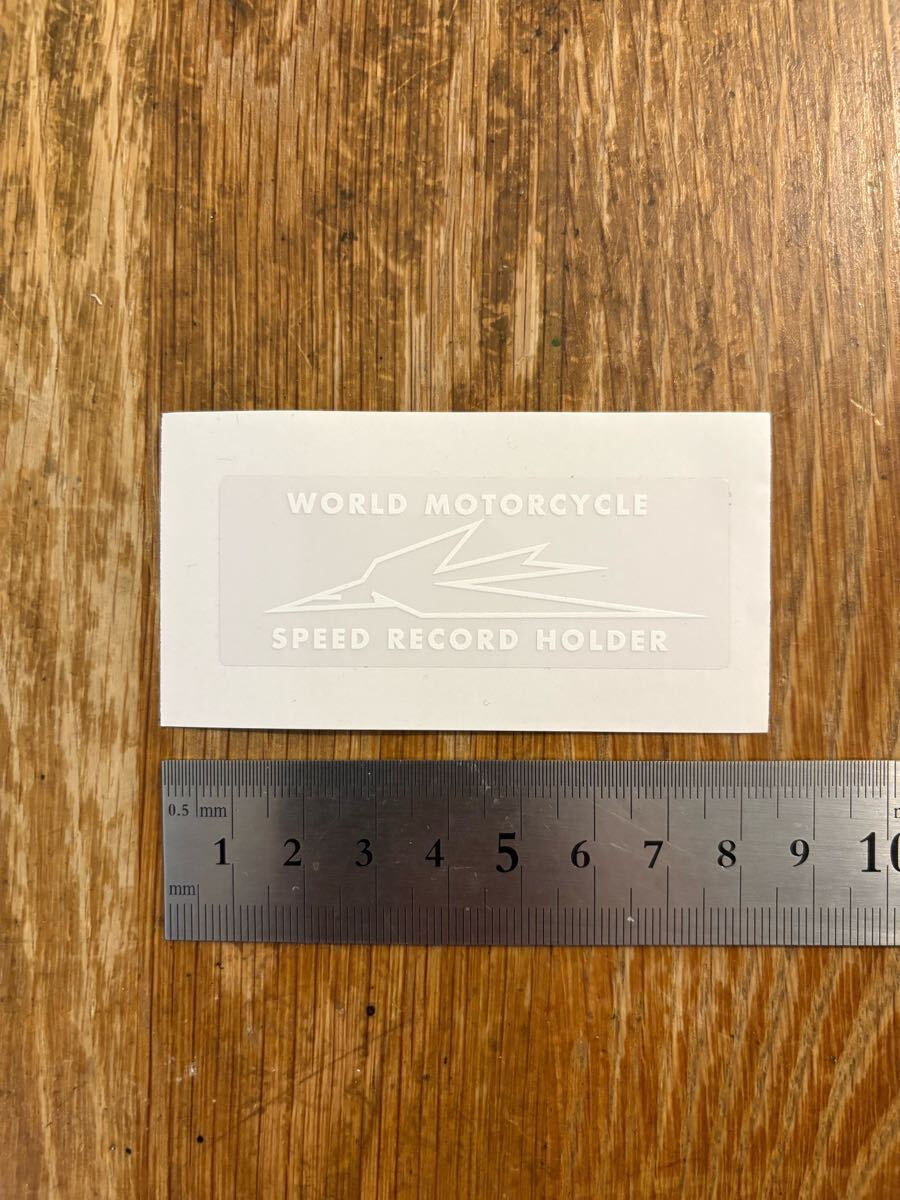 WORLD MOTORCYCLE
SPEED RECORD HOLDER
0.5 mm
1 2 3 4 5 6 7 8 9 10
mm